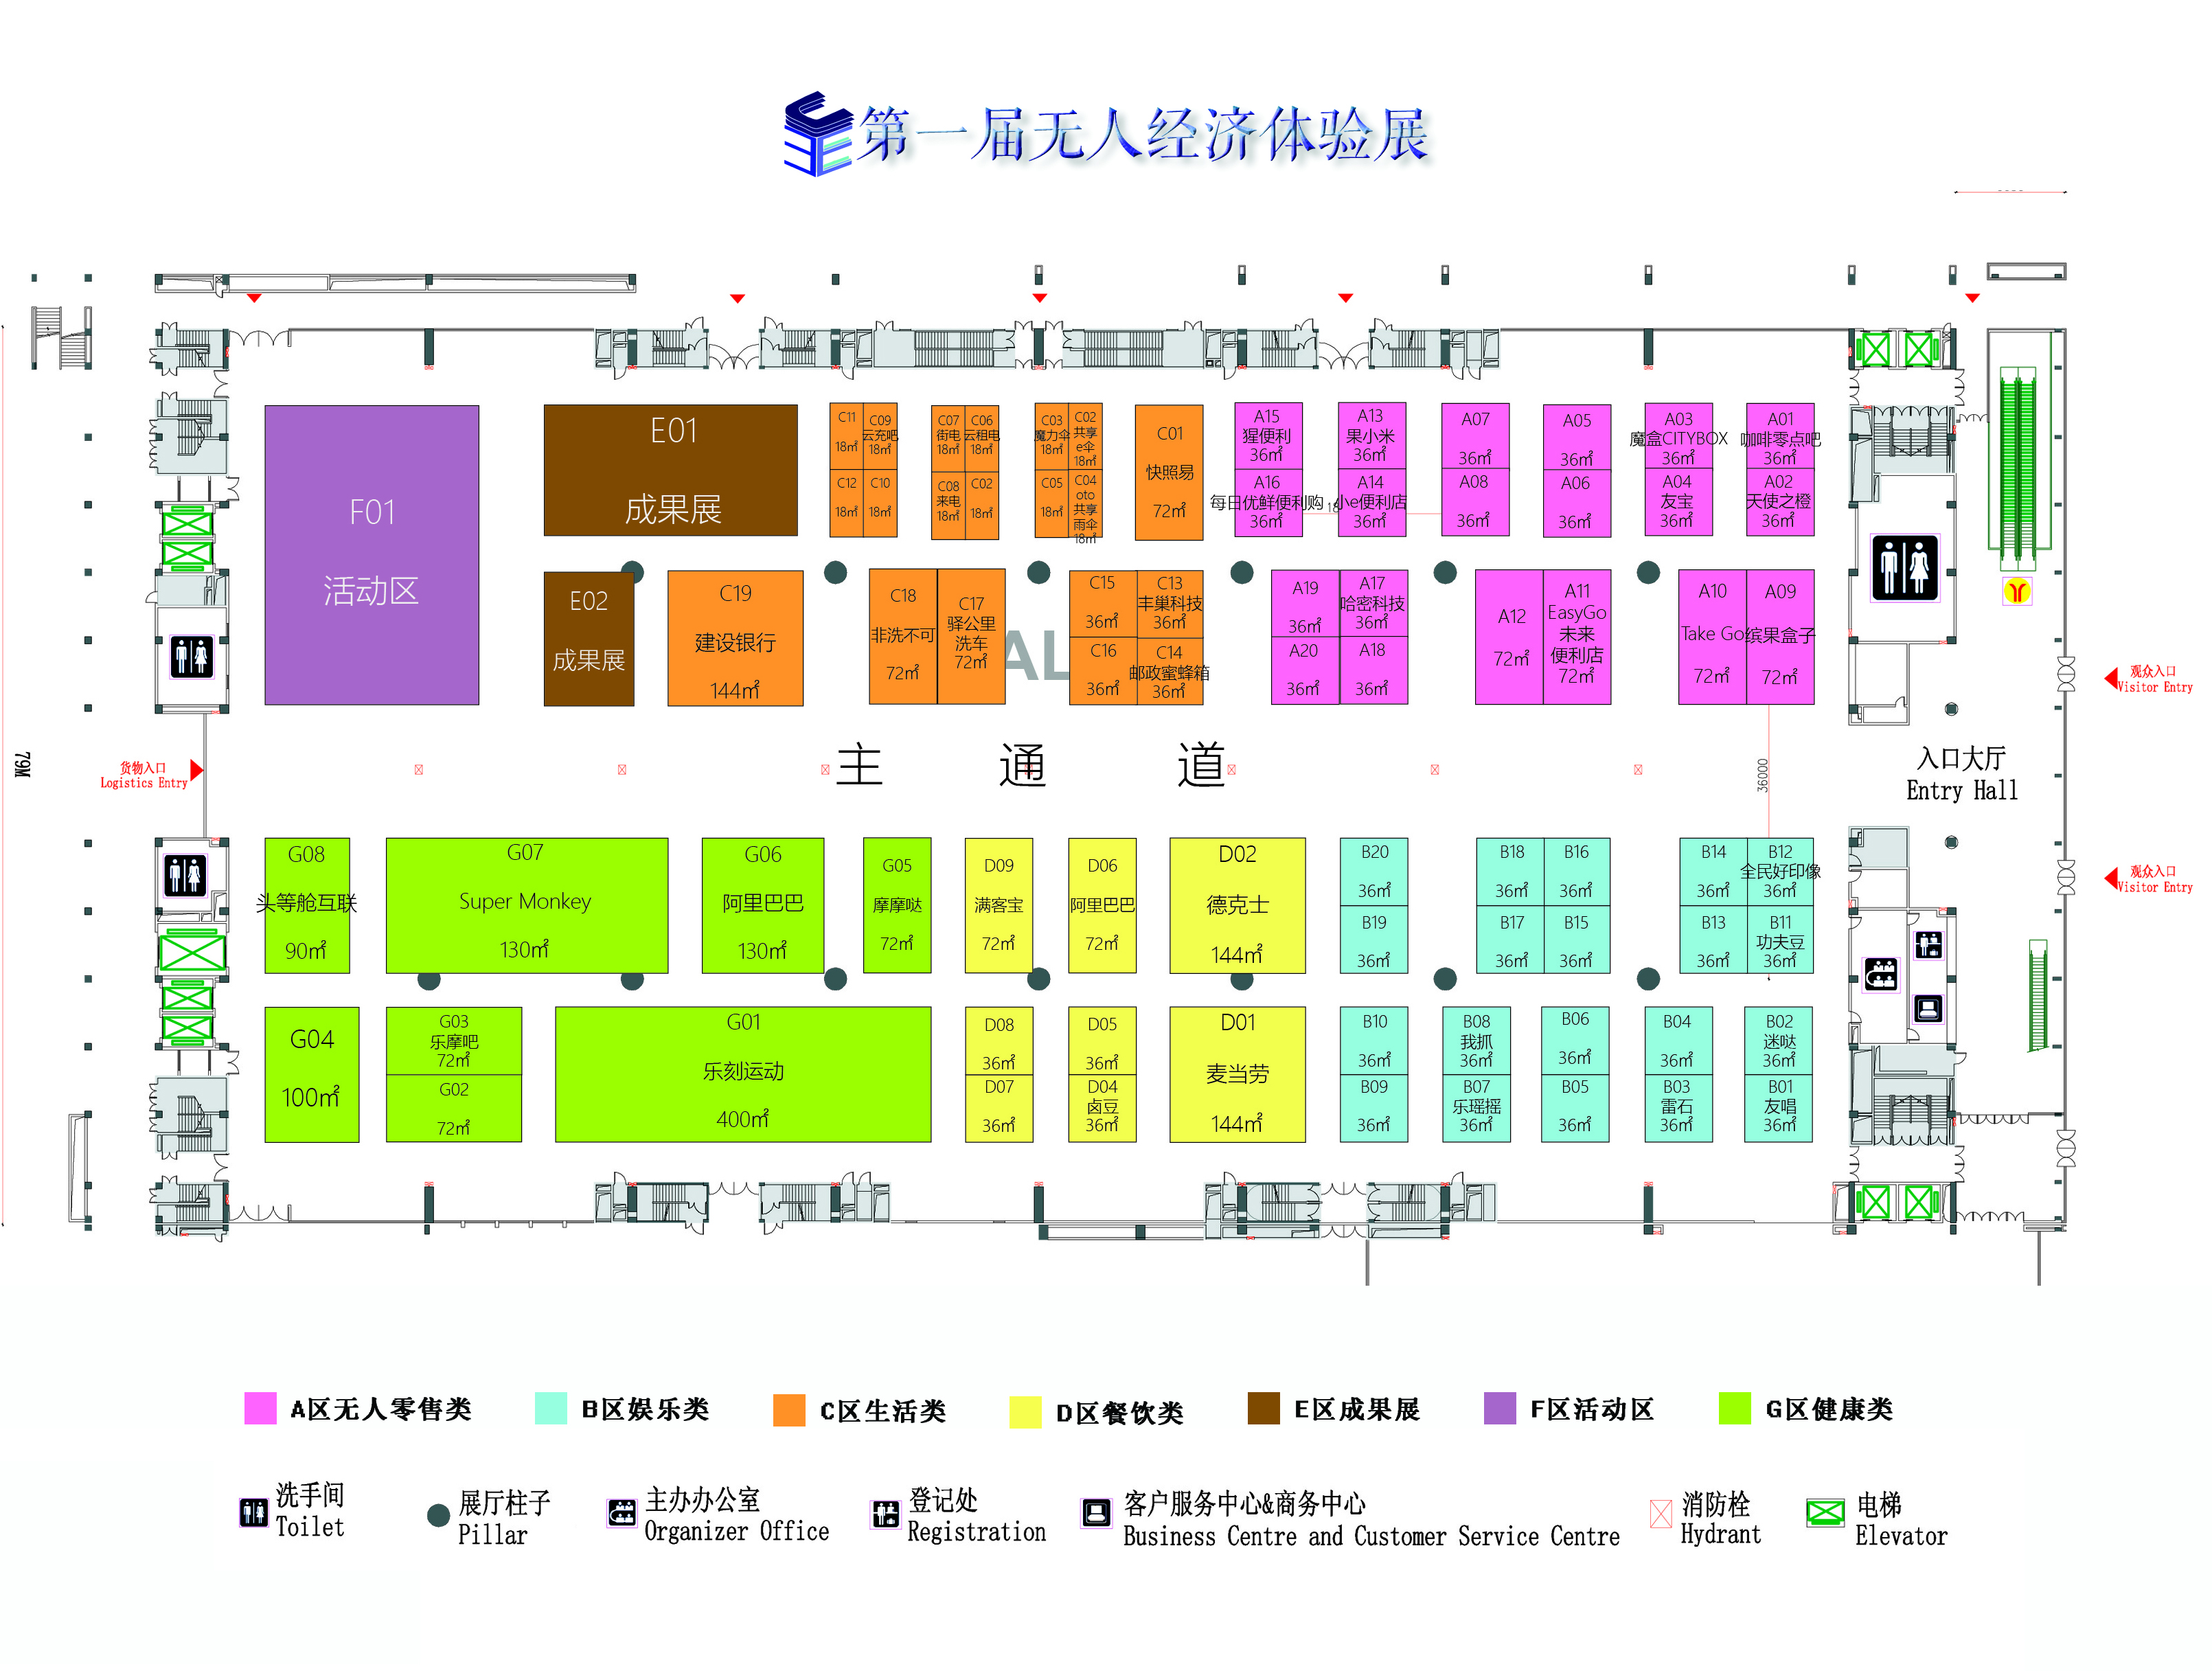 第一届无人经济体验展
F01
活动区
E01
成果展
E02
成果展
C11
18㎡
C09
云充吧
18㎡
C12
18㎡
C10
18㎡
C07
街电
18㎡
C06
云租电
18㎡
C08
来电
18㎡
C02
18㎡
C03
魔力伞
18㎡
C02
共享
e伞
18㎡
C05
18㎡
C04
oto
共享
雨伞
18㎡
C01
快照易
72㎡
A15
猩便利
36㎡
A16
每日优鲜便利购
36㎡
A13
果小米
36㎡
A14
小e便利店
36㎡
A07
36㎡
A08
36㎡
A05
36㎡
A06
36㎡
A03
魔盒CITYBOX
36㎡
A04
友宝
36㎡
A01
咖啡零点吧
36㎡
A02
天使之橙
36㎡
C19
建设银行
144㎡
C18
非洗不可
72㎡
C17
驿公里
洗车
72㎡
AL
C15
36㎡
C13
丰巢科技
36㎡
C16
36㎡
C14
邮政蜜蜂箱
36㎡
A19
36㎡
A17
哈密科技
36㎡
A20
36㎡
A18
36㎡
A12
72㎡
A11
EasyGo
未来
便利店
72㎡
A10
Take Go
72㎡
A09
缤果盒子
72㎡
观众入口
Visitor Entry
79M
货物入口
Logistics Entry
主 通 道
36000
入口大厅
Entry Hall
观众入口
Visitor Entry
G08
头等舱互联
90㎡
G07
Super Monkey
130㎡
G06
阿里巴巴
130㎡
G05
摩摩哒
72㎡
D09
满客宝
72㎡
D06
阿里巴巴
72㎡
D02
德克士
144㎡
B20
36㎡
B19
36㎡
B18
36㎡
B16
36㎡
B17
36㎡
B15
36㎡
B14
36㎡
B12
全民好印像
36㎡
B13
36㎡
B11
功夫豆
36㎡
G04
100㎡
G03
乐摩吧
72㎡
G02
72㎡
G01
乐刻运动
400㎡
D08
36㎡
D07
36㎡
D05
36㎡
D04
卤豆
36㎡
D01
麦当劳
144㎡
B10
36㎡
B09
36㎡
B08
我抓
36㎡
B07
乐瑶摇
36㎡
B06
36㎡
B05
36㎡
B04
36㎡
B03
雷石
36㎡
B02
迷哒
36㎡
B01
友唱
36㎡
A区无人零售类
B区娱乐类
C区生活类
D区餐饮类
E区成果展
F区活动区
G区健康类
洗手间
Toilet
展厅柱子
Pillar
主办办公室
Organizer Office
登记处
Registration
客户服务中心&商务中心
Business Centre and Customer Service Centre
消防栓
Hydrant
电梯
Elevator